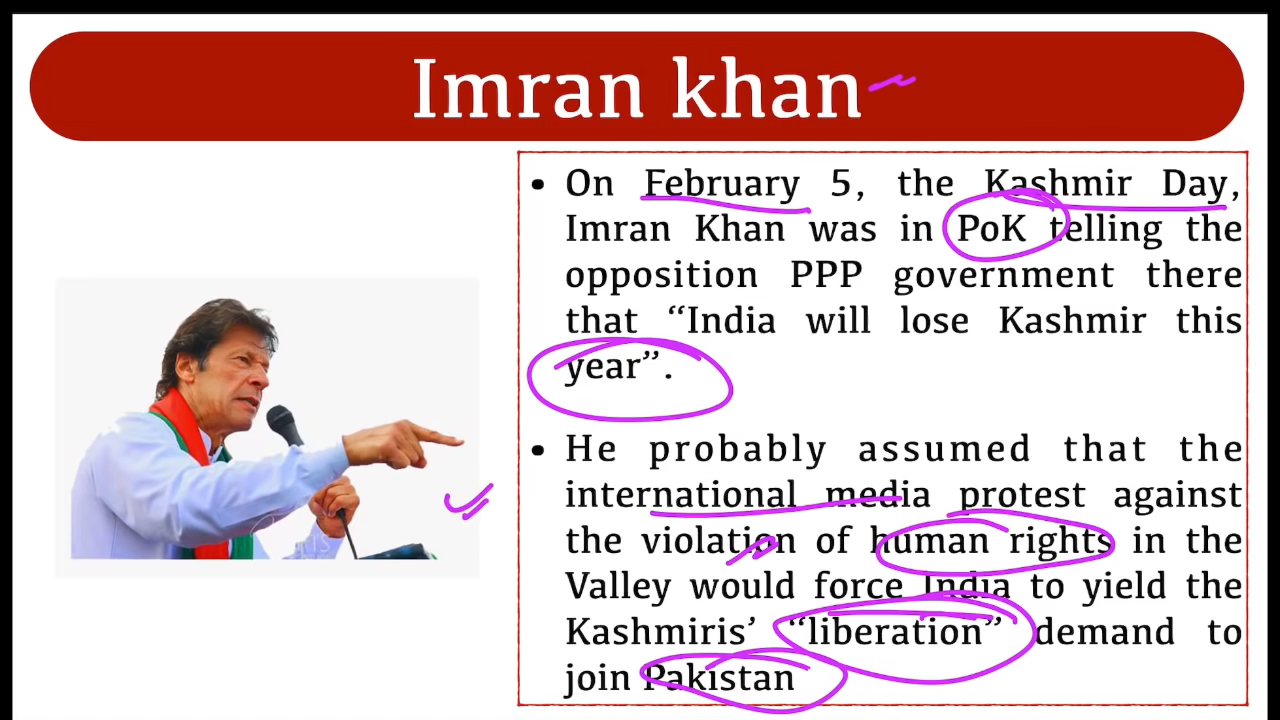 Imran khan
• On February 5, the Kashmir Day,
Imran Khan was in PoK telling the
opposition PPP government there
that “India will lose Kashmir this
year”.
• He probably assumed that the
international media protest against
the violation of human rights in the
Valley would force India to yield the
Kashmiris’ “liberation” demand to
join Pakistan